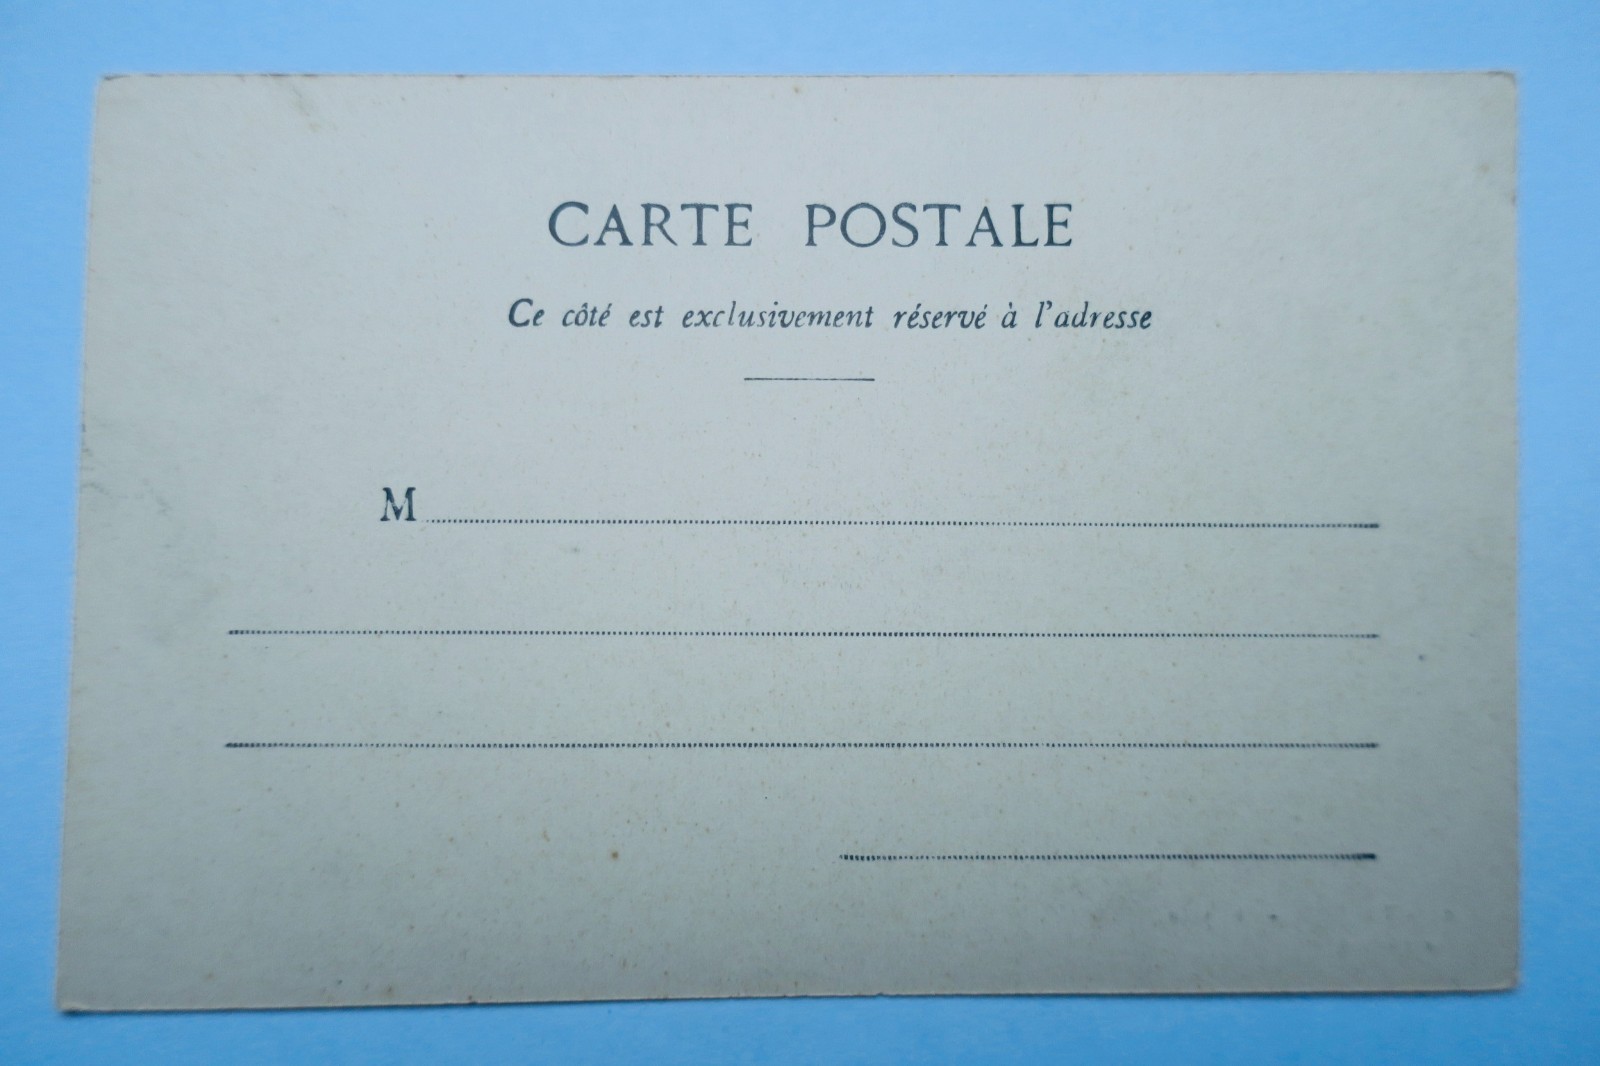 CARTE POSTALE
Ce côté est exclusivement réservé à l'adresse
M